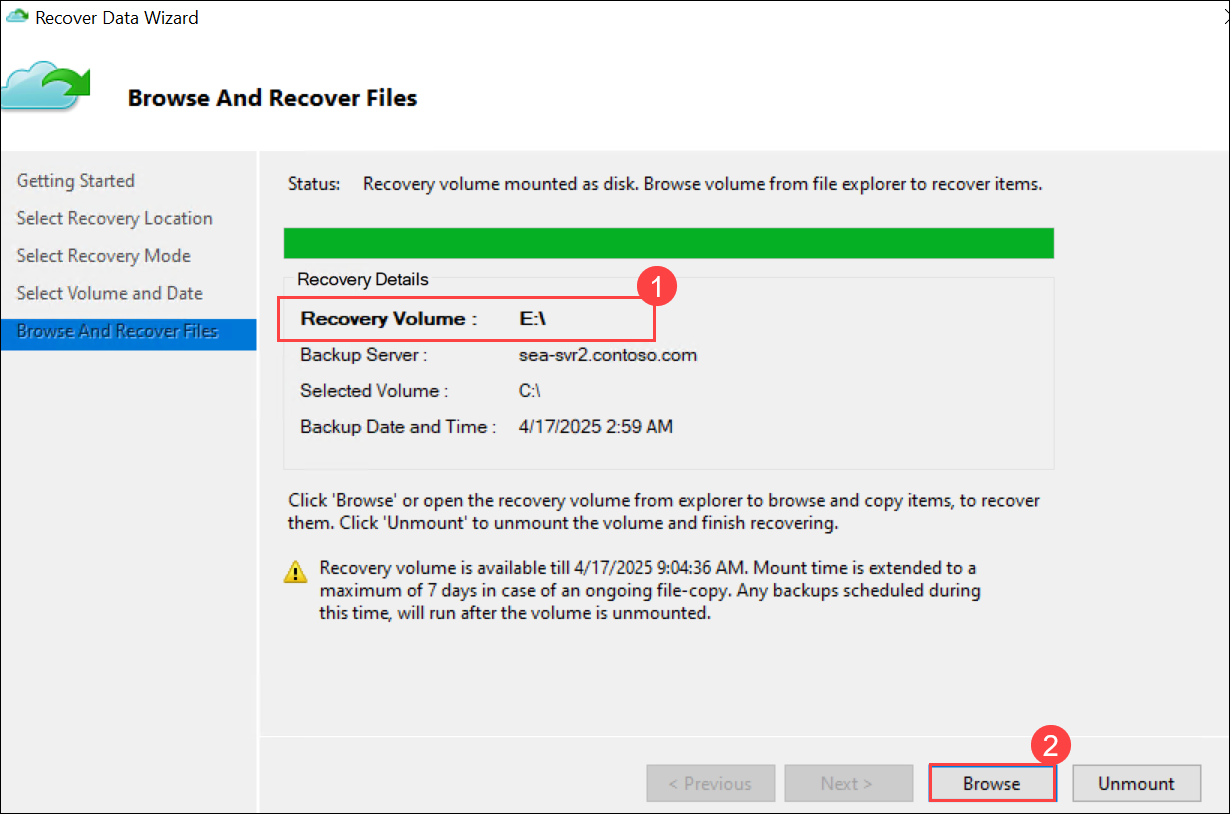 Recover Data Wizard
Browse And Recover Files
Getting Started
Select Recovery Location
Select Recovery Mode
Select Volume and Date
Browse And Recover Files
Status: Recovery volume mounted as disk. Browse volume from file explorer to recover items.
Recovery Details
1
Recovery Volume : E:\
Backup Server : sea-svr2.contoso.com
Selected Volume : C:\
Backup Date and Time : 4/17/2025 2:59 AM
Click 'Browse' or open the recovery volume from explorer to browse and copy items, to recover
them. Click 'Unmount' to unmount the volume and finish recovering.
Recovery volume is available till 4/17/2025 9:04:36 AM. Mount time is extended to a
maximum of 7 days in case of an ongoing file-copy. Any backups scheduled during
this time, will run after the volume is unmounted.
2
< Previous Next > Browse Unmount